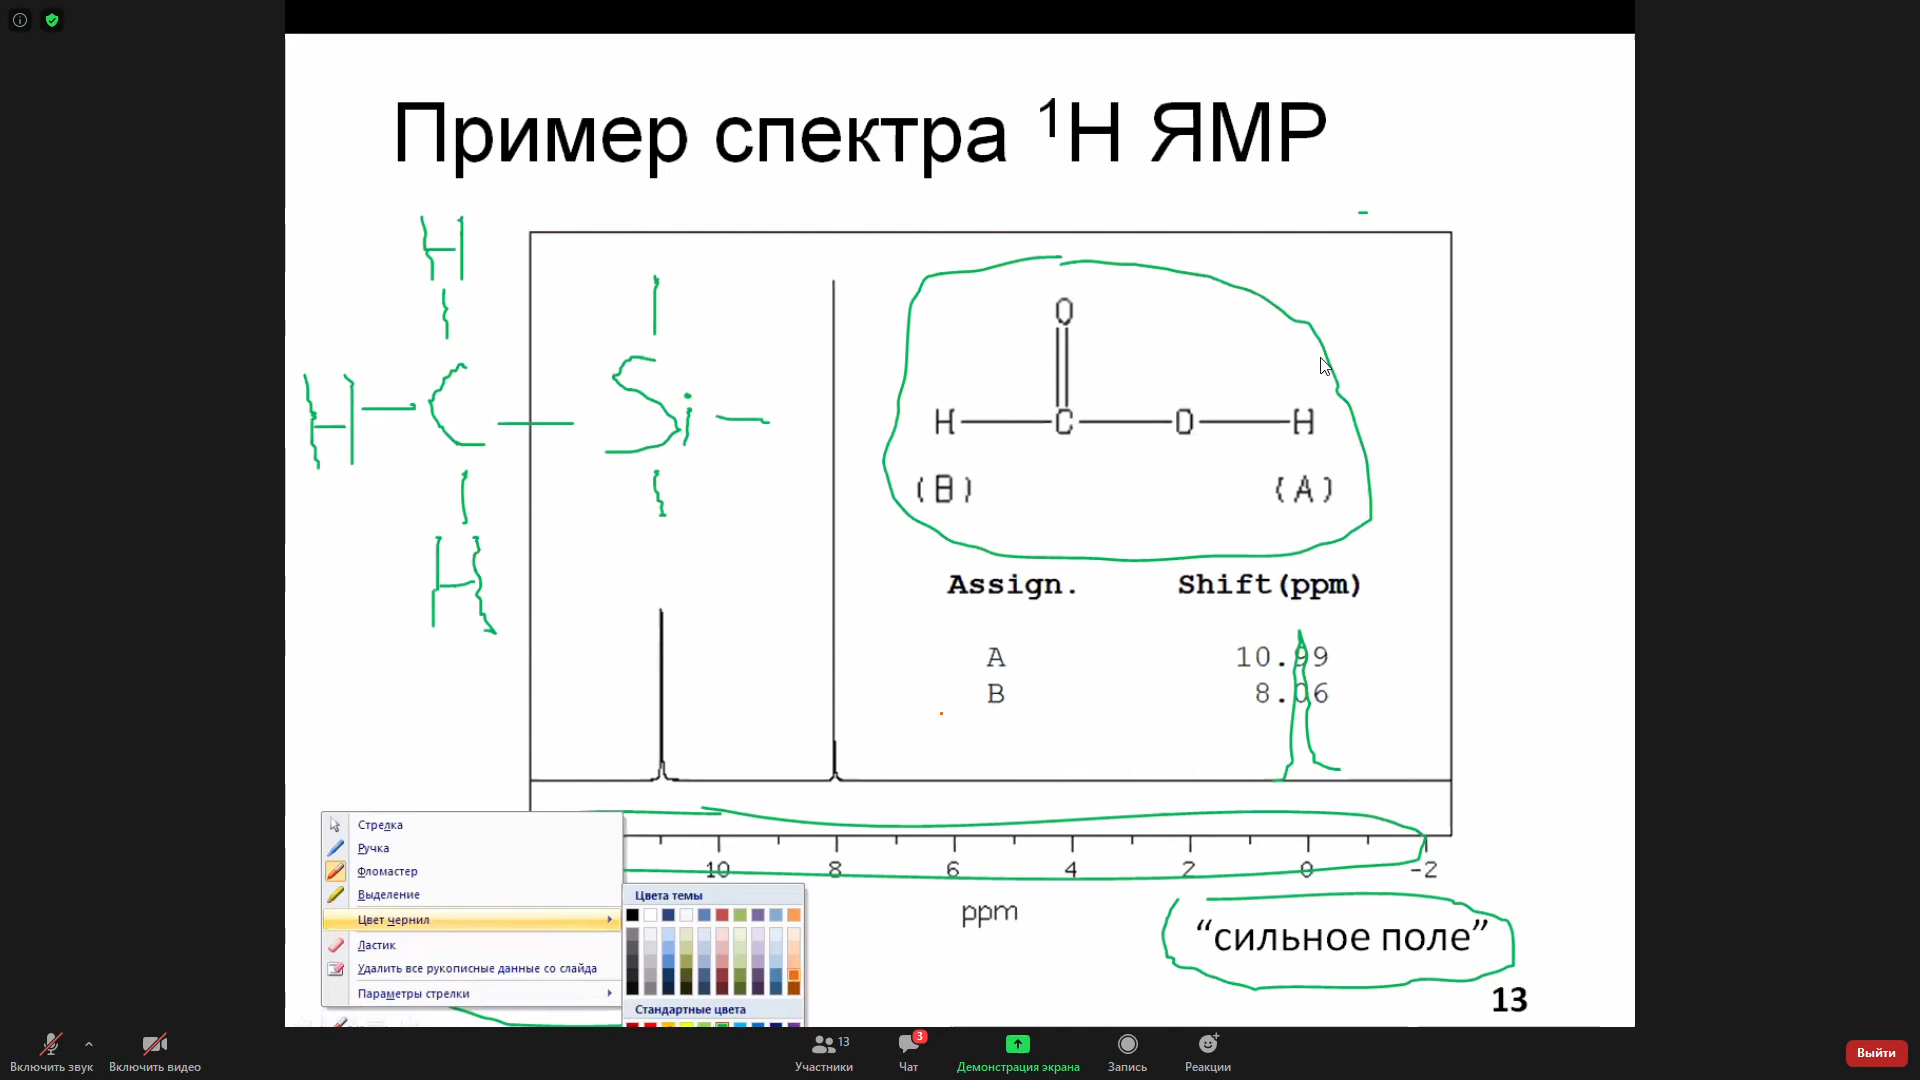 Пример спектра ¹H ЯМР
H
H–C–Si–
H
O
H C O H
(B) (A)
Assign. Shift(ppm)
A 10.99
B 8.06
10 8 6 4 2 0 -2
ppm
“сильное поле”
13
Стрелка
Ручка
Фломастер
Выделение
Цвет чернил
Ластик
Удалить все рукописные данные со слайда
Параметры стрелки
Цвета темы
Стандартные цвета
Включить звук
Включить видео
13
Участники
3
Чат
Демонстрация экрана
Запись
Реакции
Выйти